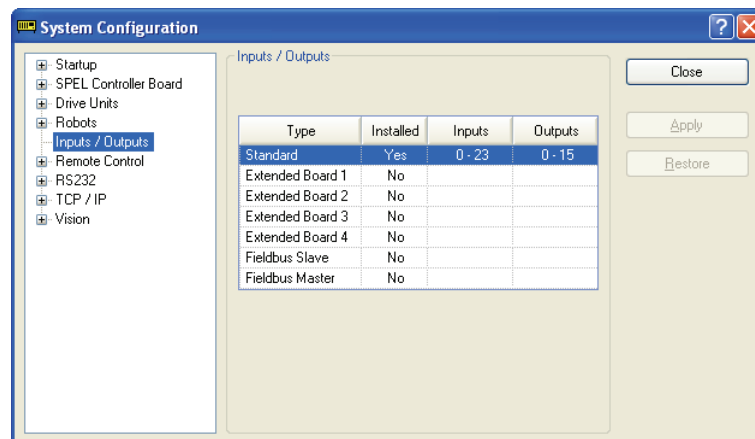 System Configuration
Startup
SPEL Controller Board
Drive Units
Robots
Inputs / Outputs
Remote Control
RS232
TCP / IP
Vision
Inputs / Outputs
Type Installed Inputs Outputs
Standard Yes 0 - 23 0 - 15
Extended Board 1 No
Extended Board 2 No
Extended Board 3 No
Extended Board 4 No
Fieldbus Slave No
Fieldbus Master No
Close
Apply
Restore